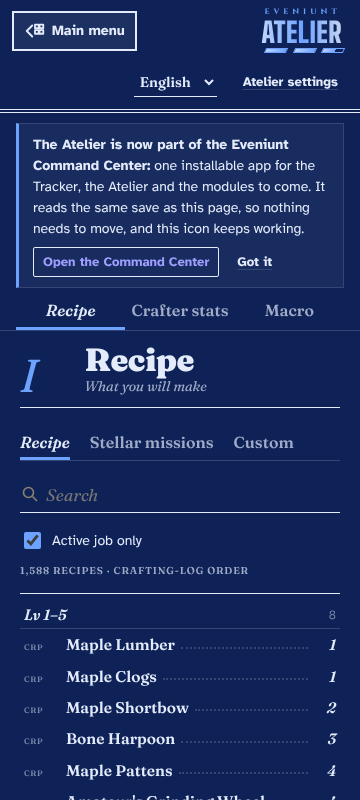 Main menu
EVENIUNT
ATELIER
English
Atelier settings
The Atelier is now part of the Eveniunt
Command Center: one installable app for the
Tracker, the Atelier and the modules to come. It
reads the same save as this page, so nothing
needs to move, and this icon keeps working.
Open the Command Center
Got it
Recipe
Crafter stats
Macro
I
Recipe
What you will make
Recipe
Stellar missions
Custom
Search
Active job only
1,588 RECIPES · CRAFTING-LOG ORDER
Lv 1–5 8
CRP Maple Lumber 1
CRP Maple Clogs 1
CRP Maple Shortbow 2
CRP Bone Harpoon 3
CRP Maple Pattens 4
Amateur's Grinding Wheel